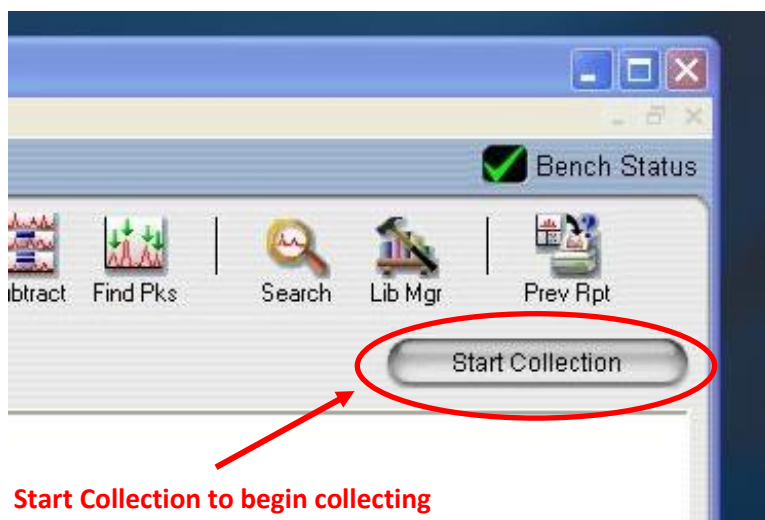 Bench Status
btract Find Pks Search Lib Mgr Prev Rpt
Start Collection
Start Collection to begin collecting